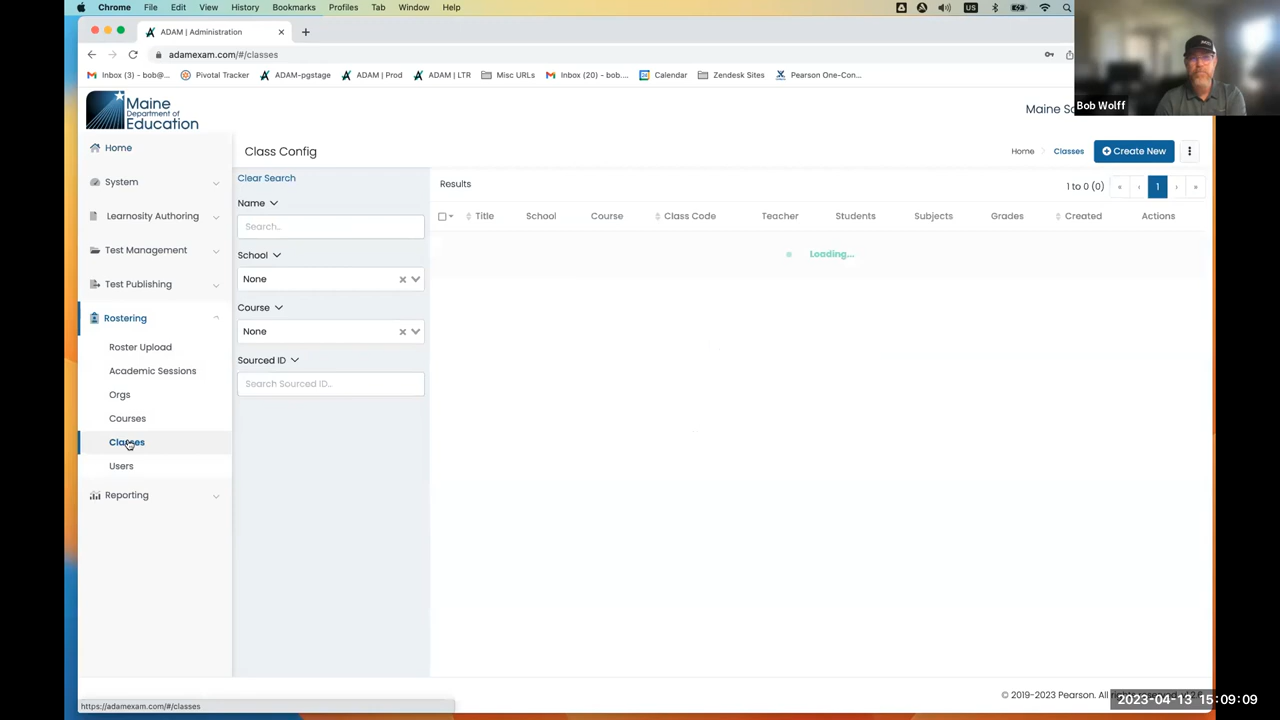 Chrome File Edit View History Bookmarks Profiles Tab Window Help US
ADAM | Administration
adamexam.com/#/classes
Inbox (3) - bob@... Pivotal Tracker ADAM-pgstage ADAM | Prod ADAM | LTR Misc URLs Inbox (20) - bob.... Calendar Zendesk Sites Pearson One-Con...
Bob Wolff
Maine
Department of
Education
Maine
Home
System
Learnosity Authoring
Test Management
Test Publishing
Rostering
Roster Upload
Academic Sessions
Orgs
Courses
Classes
Users
Reporting
Class Config
Home Classes Create New
Clear Search
Name
Search...
School
None
Course
None
Sourced ID
Search Sourced ID...
Results
1 to 0 (0) « ‹ 1 › »
Title School Course Class Code Teacher Students Subjects Grades Created Actions
Loading...
© 2019-2023 Pearson. All
https://adamexam.com/#/classes
2023-04-13 15:09:09